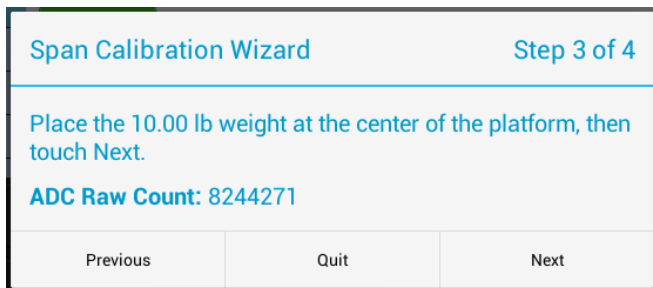 Span Calibration Wizard
Step 3 of 4
Place the 10.00 lb weight at the center of the platform, then
touch Next.
ADC Raw Count: 8244271
Previous
Quit
Next